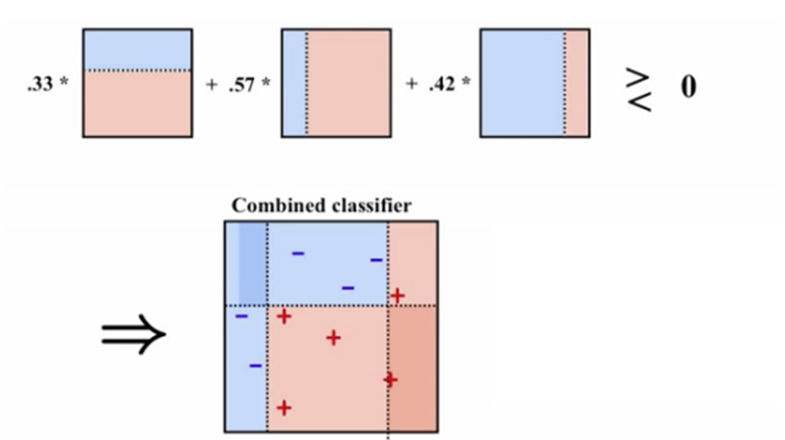 .33 * + .57 * + .42 * > < 0
Combined classifier
⇒
− − − + − + + − + +